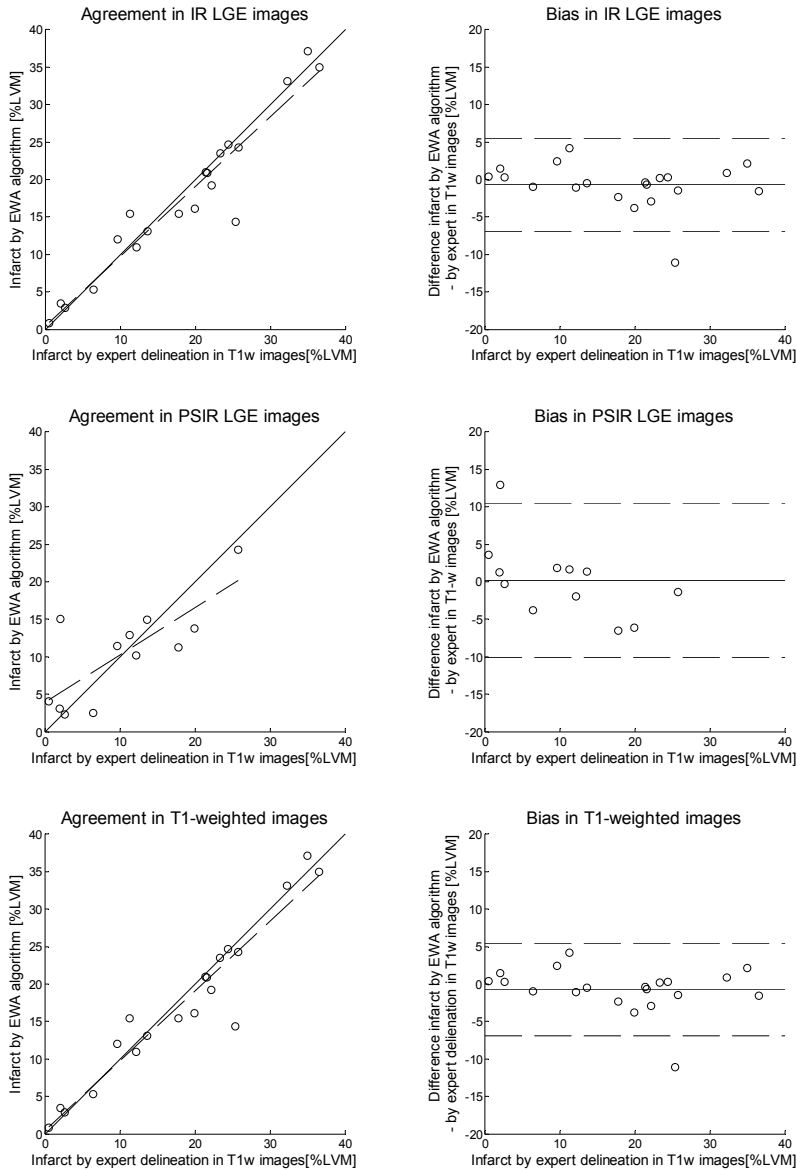 Agreement in IR LGE images
Infarct by EWA algorithm [%LVM]
40
35
30
25
20
15
10
5
0
0 10 20 30 40
Infarct by expert delineation in T1w images[%LVM]
Bias in IR LGE images
Difference infarct by EWA algorithm
- by expert in T1w images [%LVM]
20
15
10
5
0
-5
-10
-15
-20
0 10 20 30 40
Infarct by expert delineation in T1w images[%LVM]
Agreement in PSIR LGE images
Infarct by EWA algorithm [%LVM]
40
35
30
25
20
15
10
5
0
0 10 20 30 40
Infarct by expert delineation in T1w images[%LVM]
Bias in PSIR LGE images
Difference infarct by EWA algorithm
- by expert in T1-w images [%LVM]
20
15
10
5
0
-5
-10
-15
-20
0 10 20 30 40
Infarct by expert delineation in T1w images[%LVM]
Agreement in T1-weighted images
Infarct by EWA algorithm [%LVM]
40
35
30
25
20
15
10
5
0
0 10 20 30 40
Infarct by expert delineation in T1w images[%LVM]
Bias in T1-weighted images
Difference infarct by EWA algorithm
- by expert delienation in T1w images [%LVM]
20
15
10
5
0
-5
-10
-15
-20
0 10 20 30 40
Infarct by expert delineation in T1w images[%LVM]